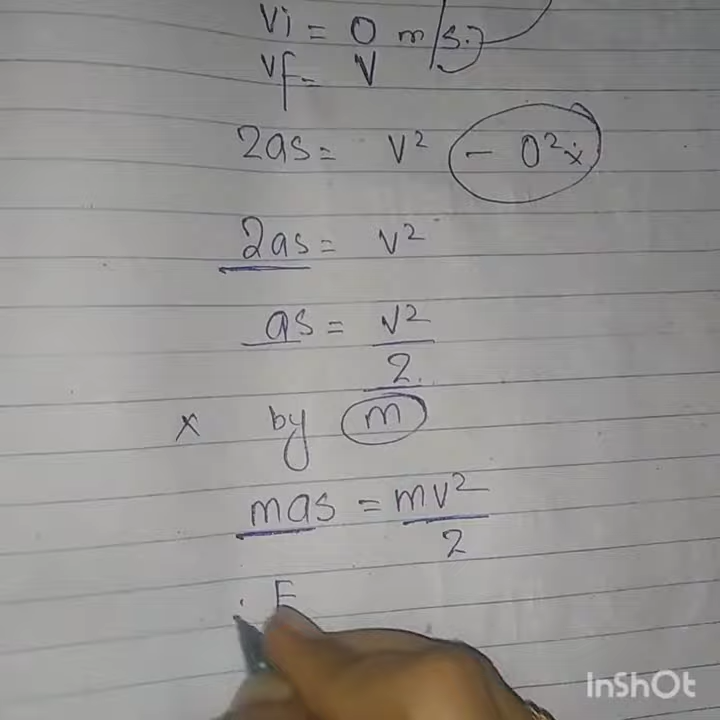 Vi = 0 m/s.
Vf = V
2as = V² - 0²
2as = V²
as = V²
2
x by m
mas = mv²
2
F
InShOt